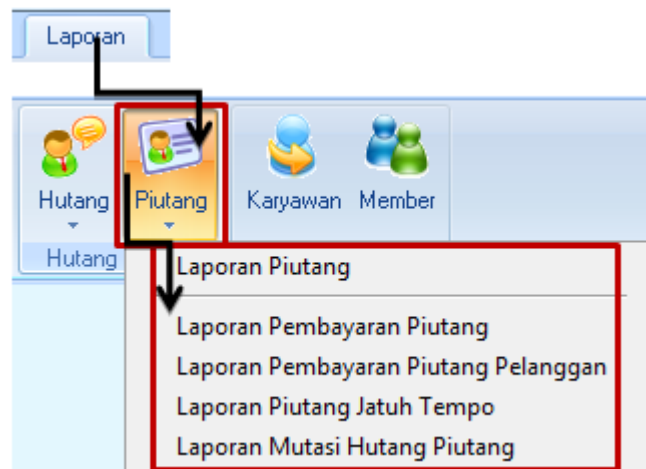 Laporan
Hutang
Piutang
Karyawan
Member
Hutang
Laporan Piutang
Laporan Pembayaran Piutang
Laporan Pembayaran Piutang Pelanggan
Laporan Piutang Jatuh Tempo
Laporan Mutasi Hutang Piutang